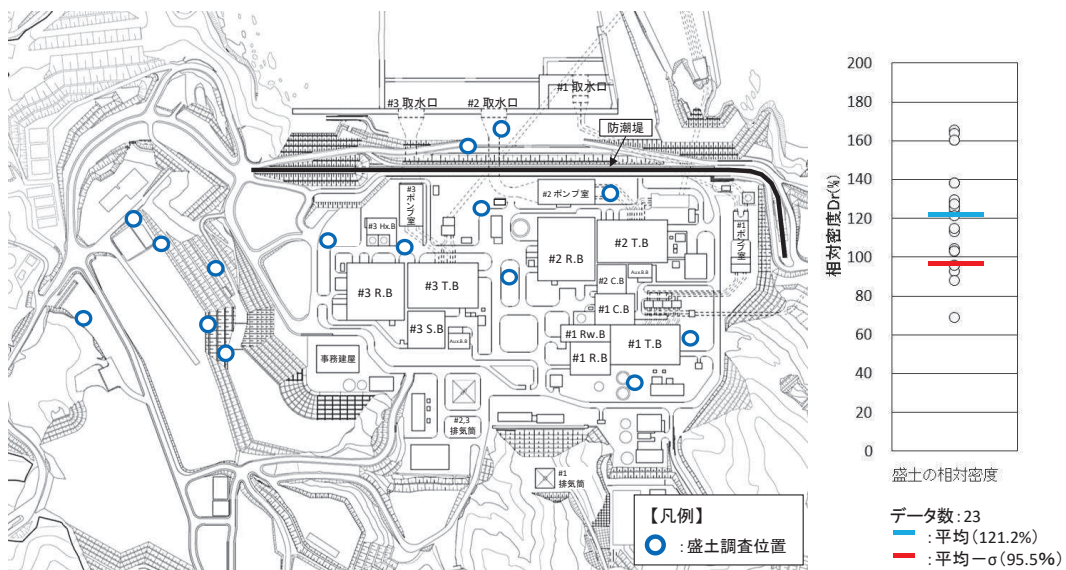 #1 取水口
#3 取水口
#2 取水口
防潮堤
#3
ポンプ室
#2 ポンプ室
#3 Hx.B
#1
ポンプ室
#2 T.B
#2 R.B
Aux.B.B
#2 C.B
#3 R.B
#3 T.B
#1 C.B
#3 S.B
Aux.B.B
#1 Rw.B
#1 T.B
#1 R.B
事務建屋
#2,3
排気筒
#1
排気筒
【凡例】
:盛土調査位置
相対密度Dr(%)
200
180
160
140
120
100
80
60
40
20
0
盛土の相対密度
データ数:23
:平均(121.2%)
:平均-σ(95.5%)